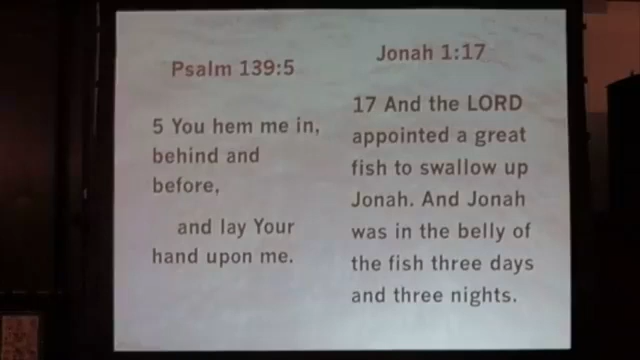 Psalm 139:5
5 You hem me in,
behind and
before,
and lay Your
hand upon me.
Jonah 1:17
17 And the LORD
appointed a great
fish to swallow up
Jonah. And Jonah
was in the belly of
the fish three days
and three nights.